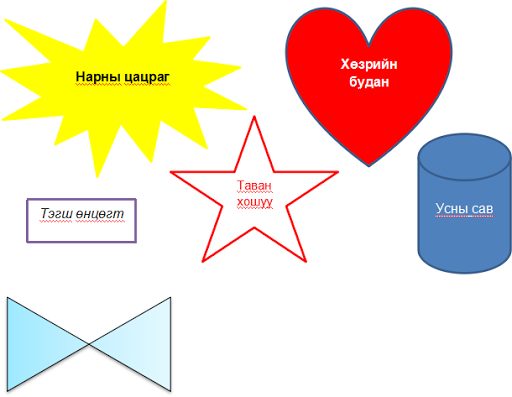 Нарны цацраг
Хөзрийн
будан
Таван
хошуу
Тэгш өнцөгт
Усны сав